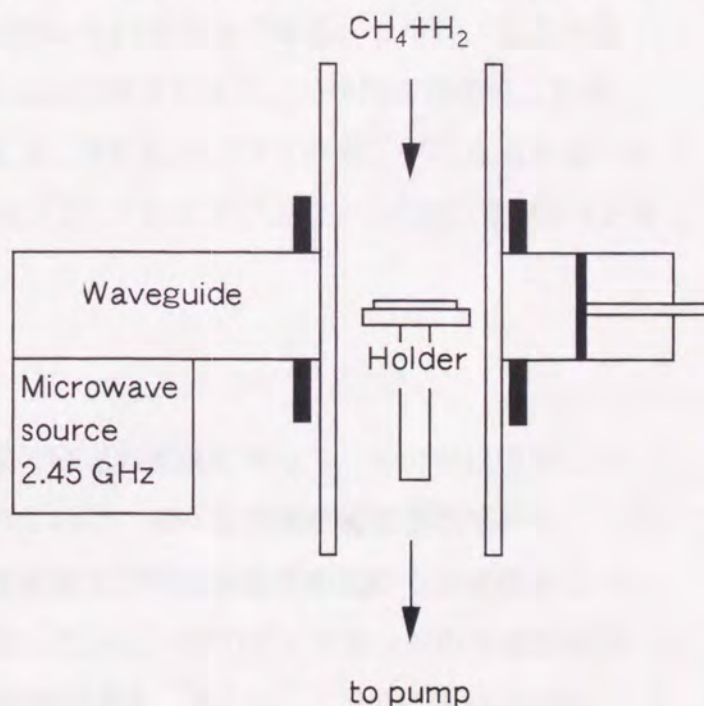 CH₄+H₂
Waveguide
Holder
Microwave
source
2.45 GHz
to pump